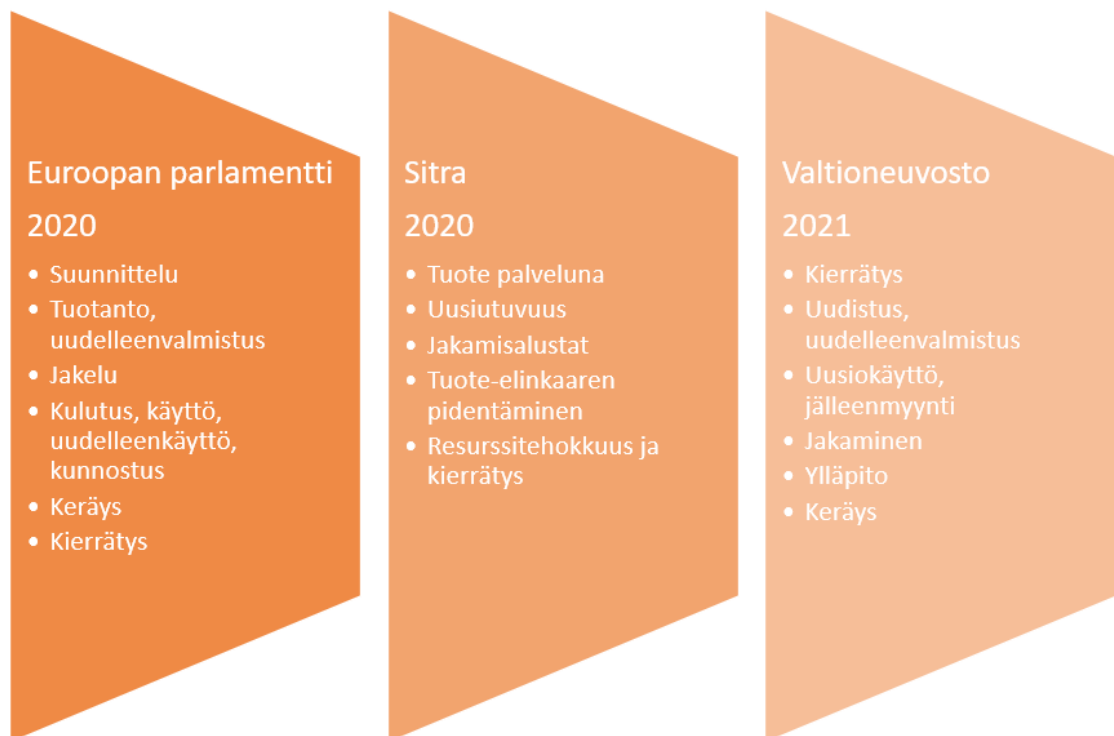 Euroopan parlamentti
2020
• Suunnittelu
• Tuotanto,
uudelleenvalmistus
• Jakelu
• Kulutus, käyttö,
uudelleenkäyttö,
kunnostus
• Keräys
• Kierrätys
Sitra
2020
• Tuote palveluna
• Uusiutuvuus
• Jakamisalustat
• Tuote-elinkaaren
pidentäminen
• Resurssitehokkuus ja
kierrätys
Valtioneuvosto
2021
• Kierrätys
• Uudistus,
uudelleenvalmistus
• Uusiokäyttö,
jälleenmyynti
• Jakaminen
• Ylläpito
• Keräys